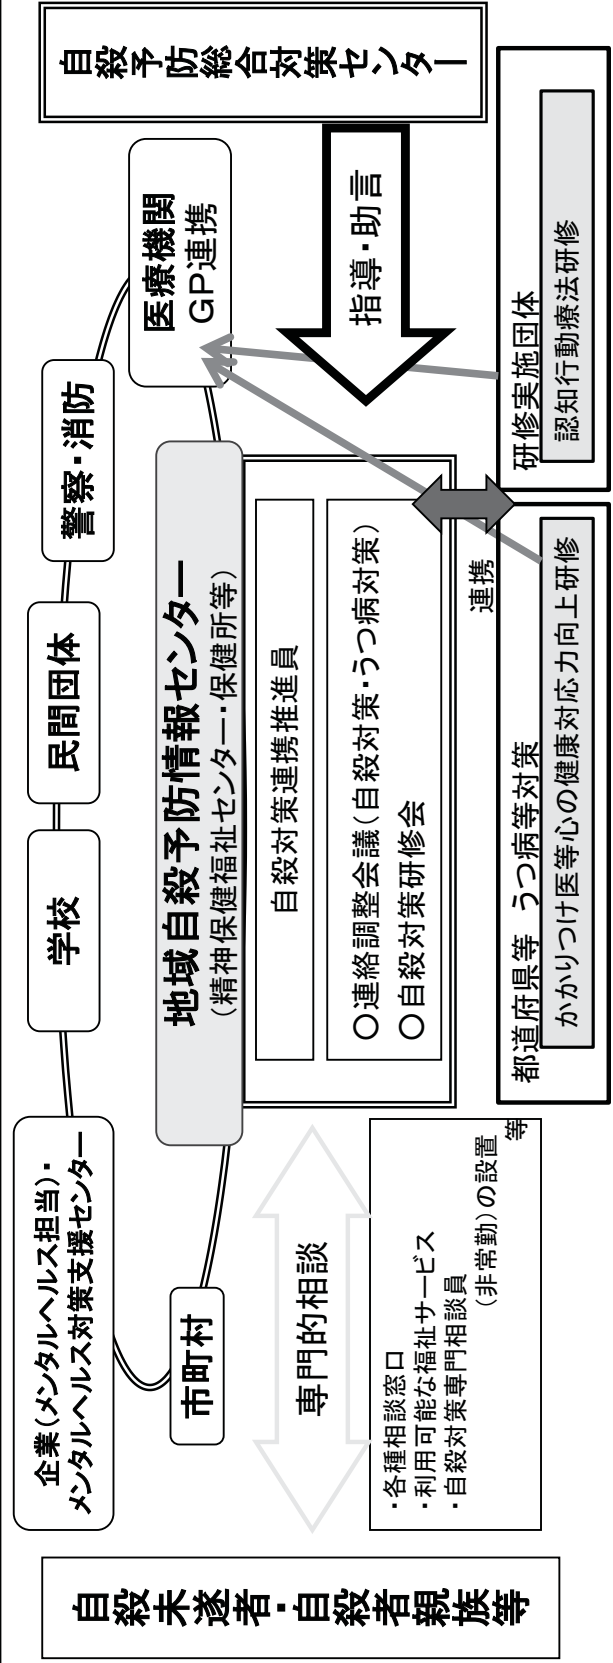 自殺未遂者・自殺者親族等
企業(メンタルヘルス担当)・
メンタルヘルス対策支援センター
市町村
学校
民間団体
警察・消防
医療機関
GP連携
地域自殺予防情報センター
(精神保健福祉センター・保健所等)
自殺対策連携推進員
○連絡調整会議(自殺対策・うつ病対策)
○自殺対策研修会
専門的相談
・各種相談窓口
・利用可能な福祉サービス
・自殺対策専門相談員
(非常勤)の設置
等
指導・助言
自殺予防総合対策センター
連携
都道府県等 うつ病等対策
かかりつけ医等心の健康対応力向上研修
研修実施団体
認知行動療法研修